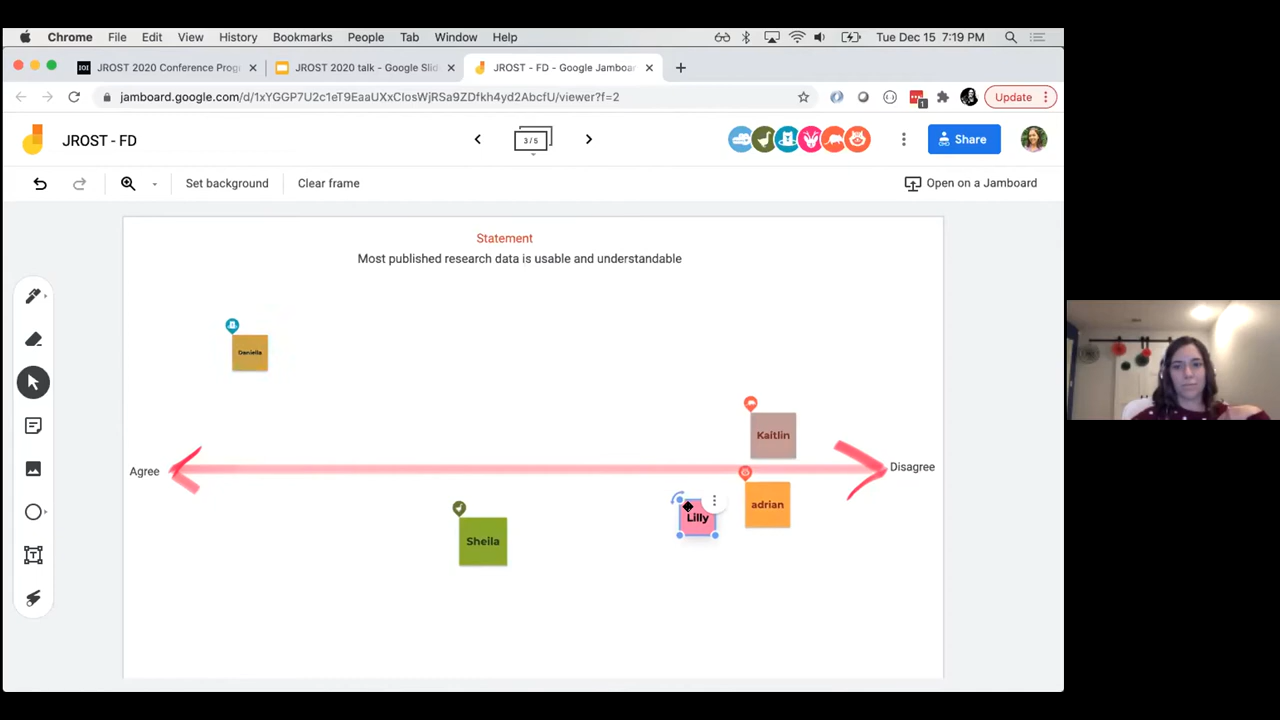 Chrome File Edit View History Bookmarks People Tab Window Help Tue Dec 15 7:19 PM
JROST 2020 Conference Prog JROST 2020 talk - Google Slid JROST - FD - Google Jamboar
jamboard.google.com/d/1xYGGP7U2c1eT9EaaUXxCIosWjRSa9ZDfkh4yd2AbcfU/viewer?f=2 1 Update
JROST - FD 3/5 Share
Set background Clear frame Open on a Jamboard
Statement
Most published research data is usable and understandable
Daniella
Kaitlin
Agree Disagree
adrian
Lilly
Sheila